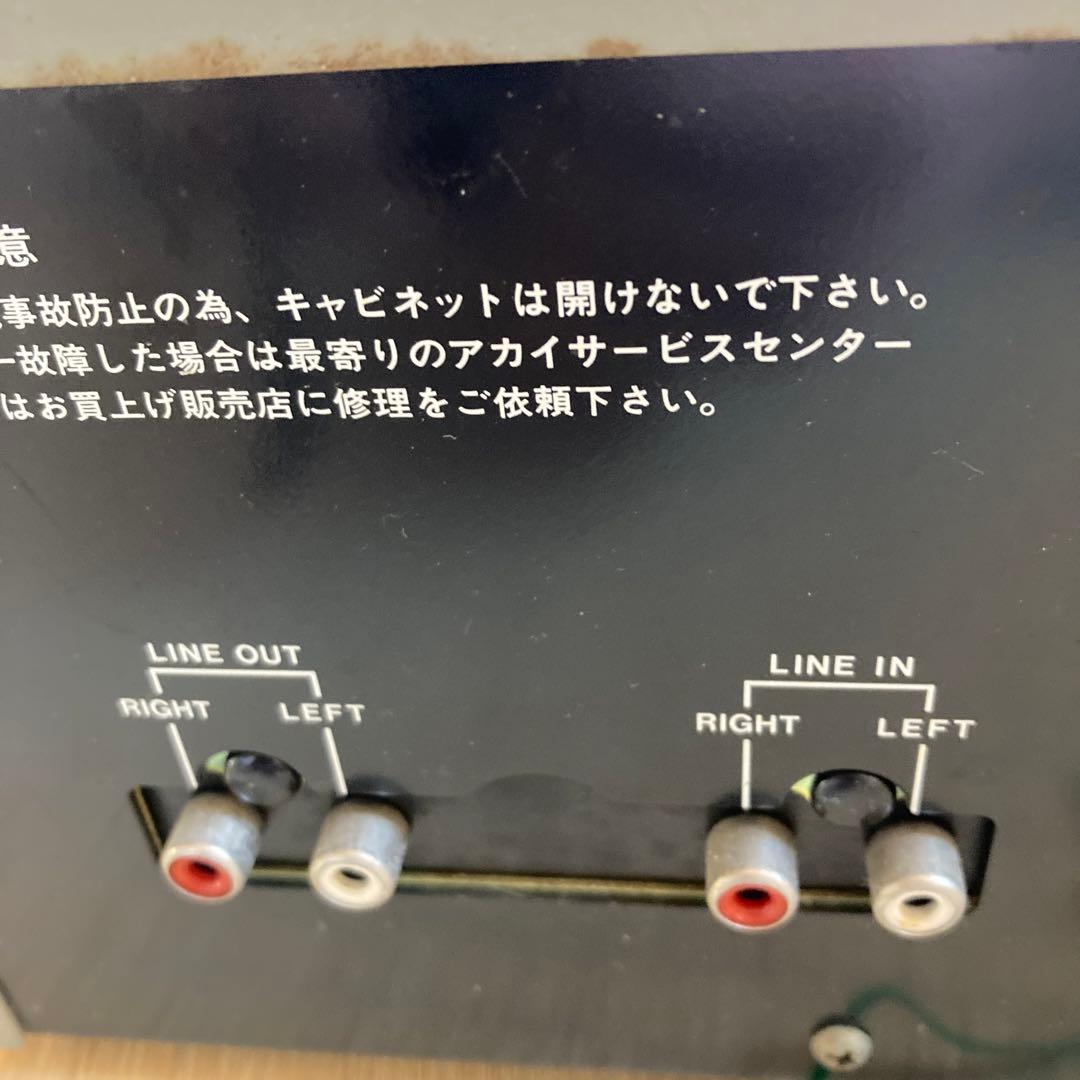 意
事故防止の為、キャビネットは開けないで下さい。
一故障した場合は最寄りのアカイサービスセンター
はお買上げ販売店に修理をご依頼下さい。
LINE OUT
RIGHT LEFT
LINE IN
RIGHT LEFT